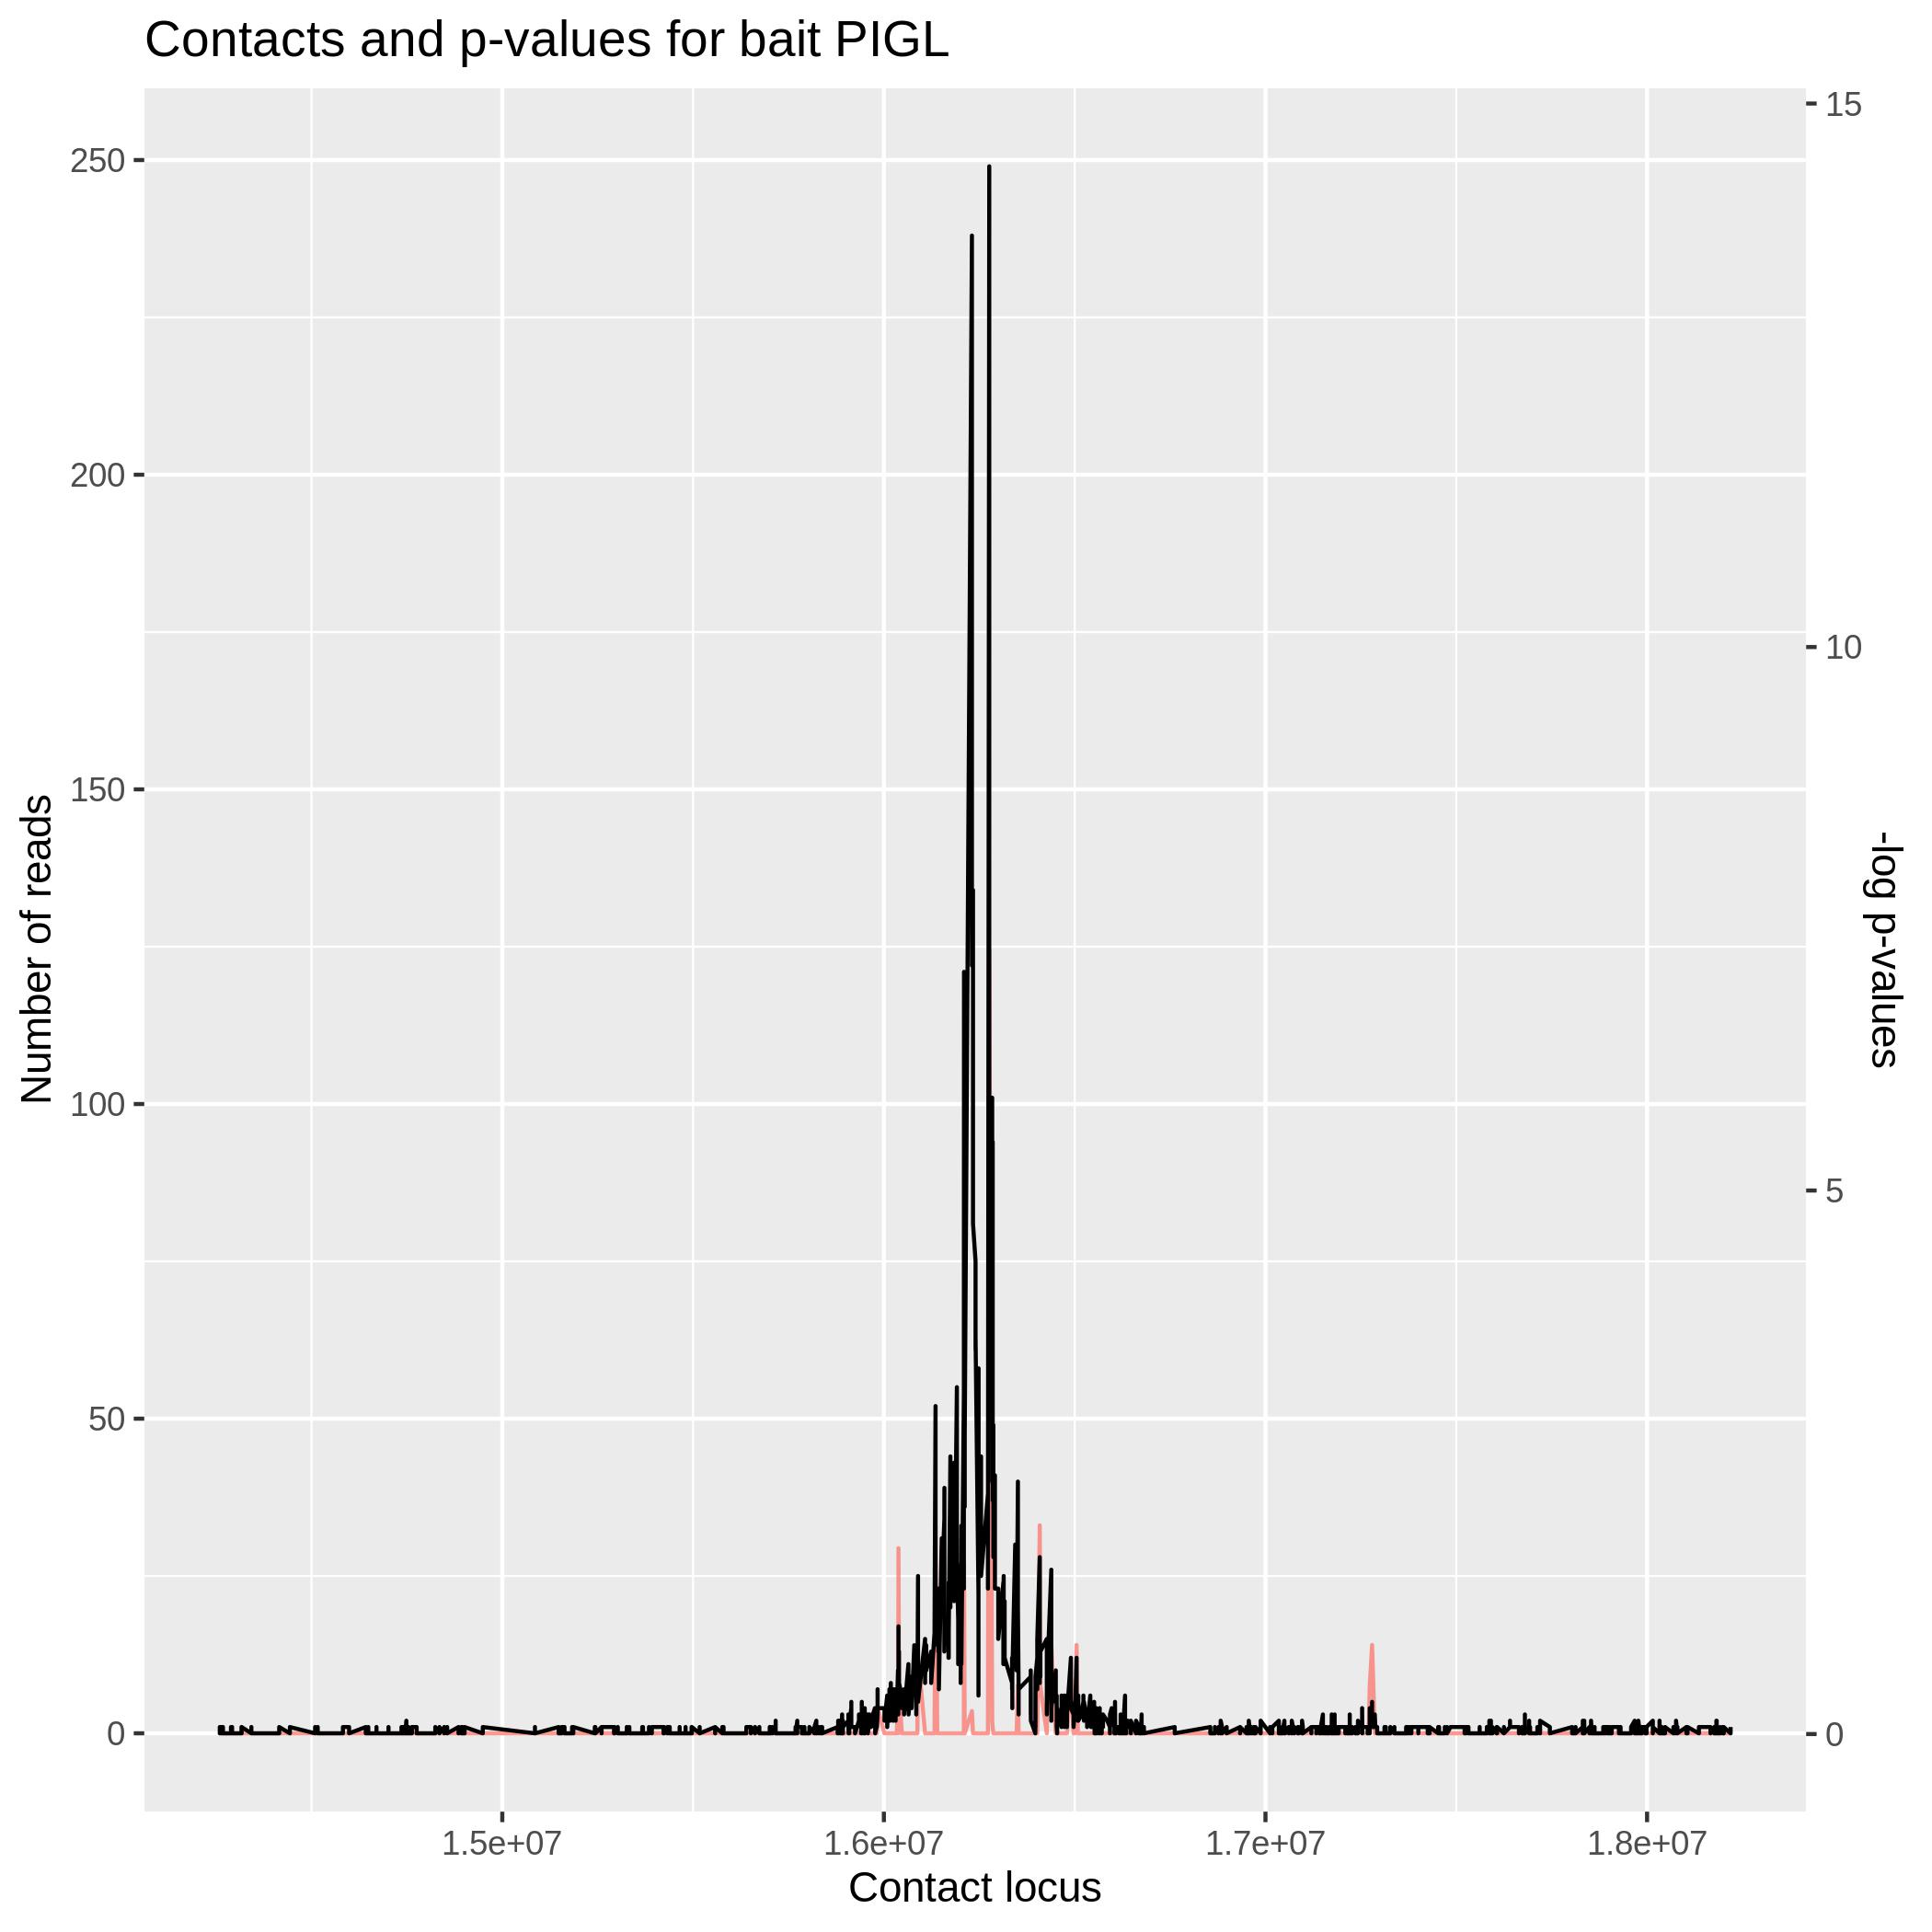 Contacts and p-values for bait PIGL
250
200
150
100
50
0
Number of reads
15
10
5
0
-log p-values
1.5e+07
1.6e+07
1.7e+07
1.8e+07
Contact locus